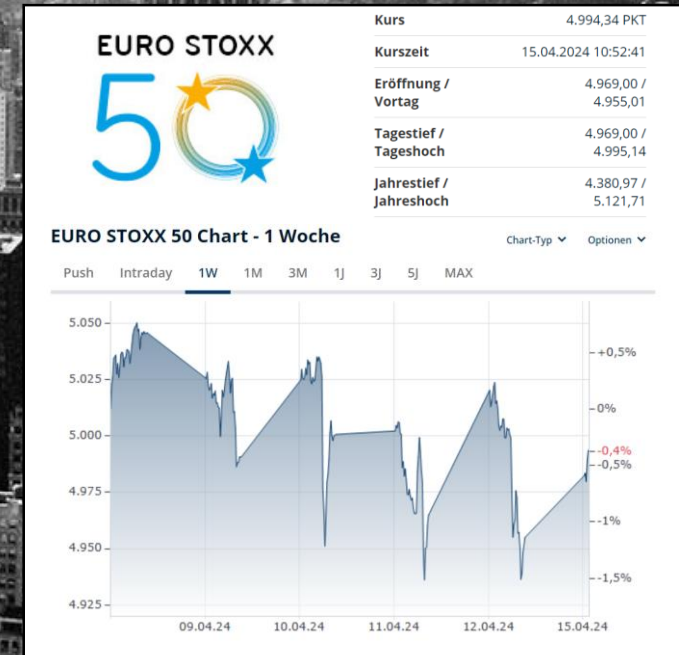 EURO STOXX
50
Kurs 4.994,34 PKT
Kurszeit 15.04.2024 10:52:41
Eröffnung / 4.969,00 /
Vortag 4.955,01
Tagestief / 4.969,00 /
Tageshoch 4.995,14
Jahrestief / 4.380,97 /
Jahreshoch 5.121,71
EURO STOXX 50 Chart - 1 Woche
Chart-Typ Optionen
Push Intraday 1W 1M 3M 1J 3J 5J MAX
5.050
+0,5%
5.025
0%
5.000
-0,4%
-0,5%
4.975
-1%
4.950
-1,5%
4.925
09.04.24 10.04.24 11.04.24 12.04.24 15.04.24